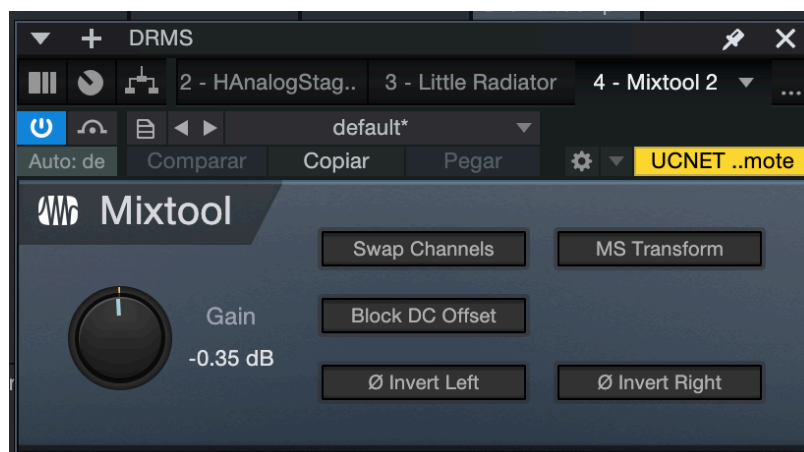 DRMS
2 - HAnalogStag.. 3 - Little Radiator 4 - Mixtool 2 ...
default*
Auto: de Comparar Copiar Pegar UCNET ..mote
Mixtool
Swap Channels MS Transform
Gain Block DC Offset
-0.35 dB
Ø Invert Left Ø Invert Right